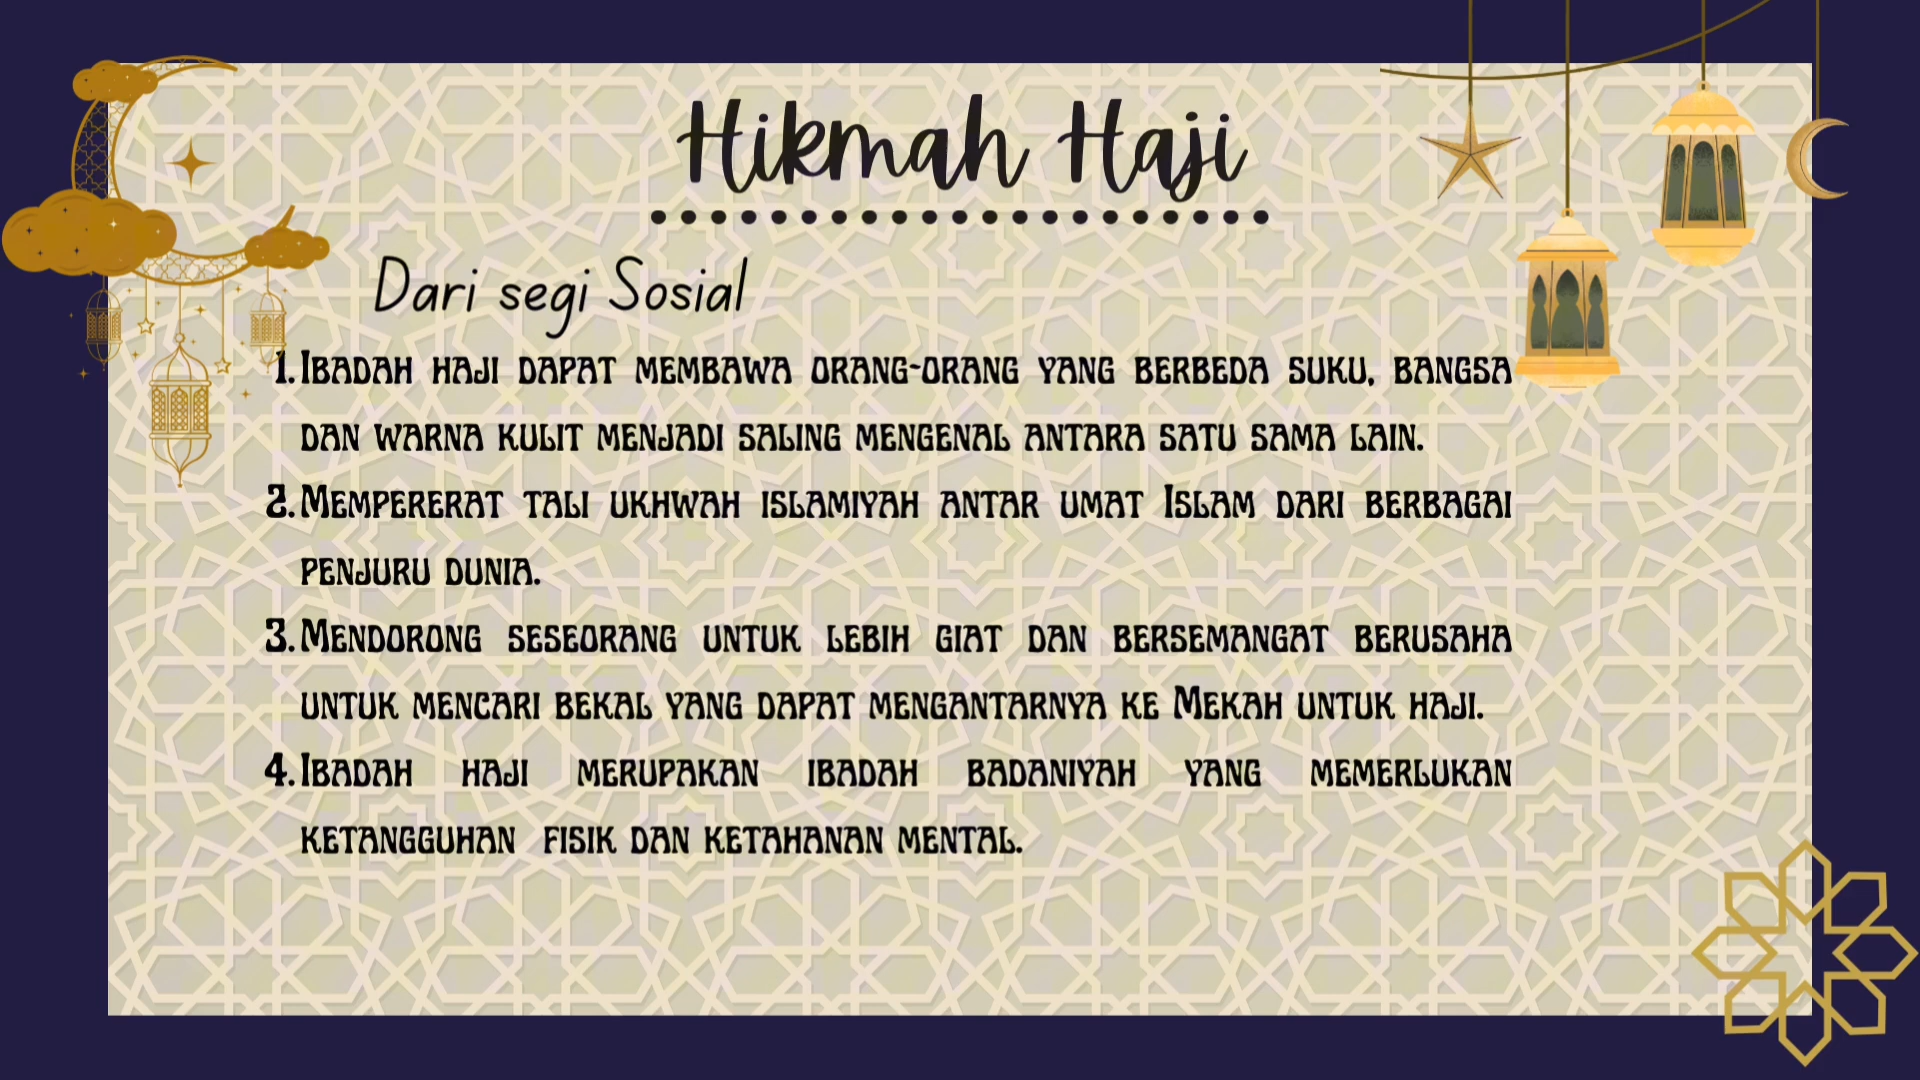 Hikmah Haji
Dari segi Sosial
1. Ibadah haji dapat membawa orang-orang yang berbeda suku, bangsa
dan warna kulit menjadi saling mengenal antara satu sama lain.
2. Mempererat tali ukhwah islamiyah antar umat Islam dari berbagai
penjuru dunia.
3. Mendorong seseorang untuk lebih giat dan bersemangat berusaha
untuk mencari bekal yang dapat mengantarnya ke Mekah untuk haji.
4. Ibadah haji merupakan ibadah badaniyah yang memerlukan
ketangguhan fisik dan ketahanan mental.